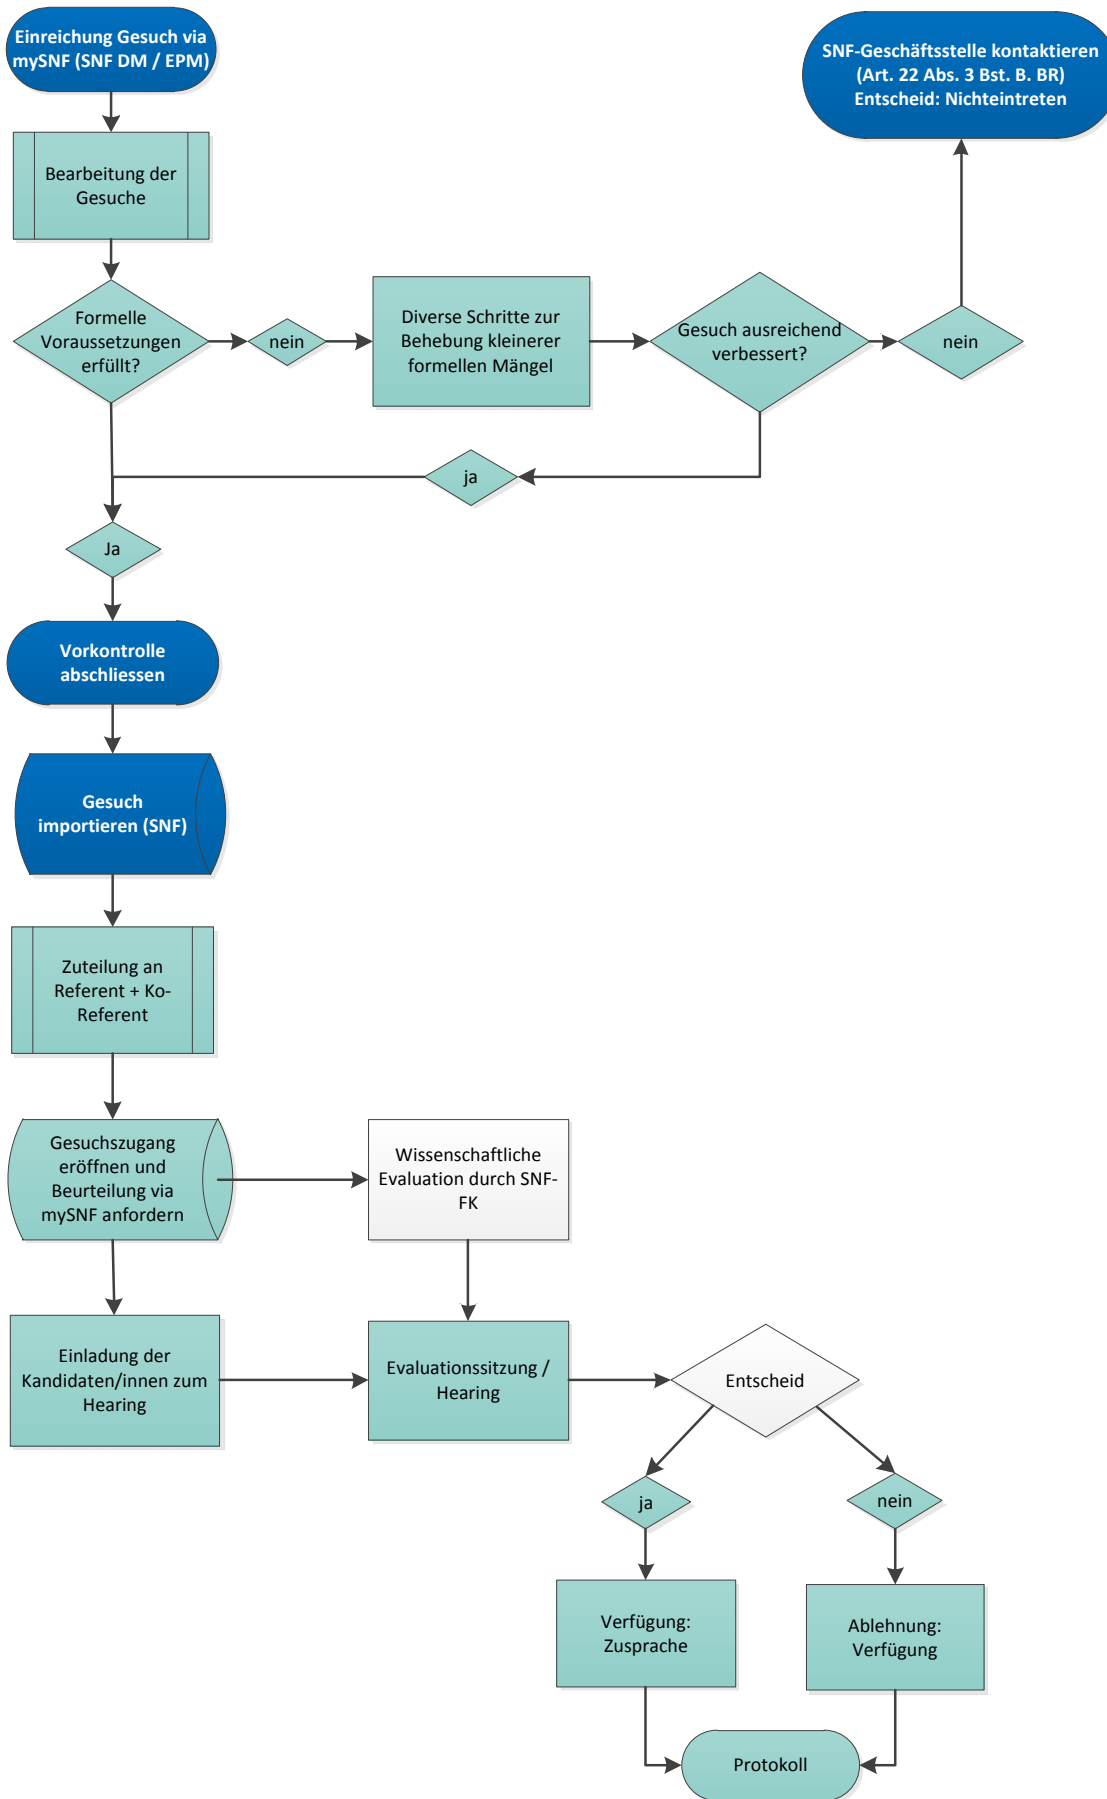 Einreichung Gesuch via
mySNF (SNF DM / EPM)
SNF-Geschäftsstelle kontaktieren
(Art. 22 Abs. 3 Bst. B. BR)
Entscheid: Nichteintreten
Bearbeitung der
Gesuche
Formelle
Voraussetzungen
erfüllt?
nein
Diverse Schritte zur
Behebung kleinerer
formellen Mängel
Gesuch ausreichend
verbessert?
nein
ja
Ja
Vorkontrolle
abschliessen
Gesuch
importieren (SNF)
Zuteilung an
Referent + Ko-
Referent
Gesuchszugang
eröffnen und
Beurteilung via
mySNF anfordern
Wissenschaftliche
Evaluation durch SNF-
FK
Einladung der
Kandidaten/innen zum
Hearing
Evaluationssitzung /
Hearing
Entscheid
ja
nein
Verfügung:
Zusprache
Ablehnung:
Verfügung
Protokoll